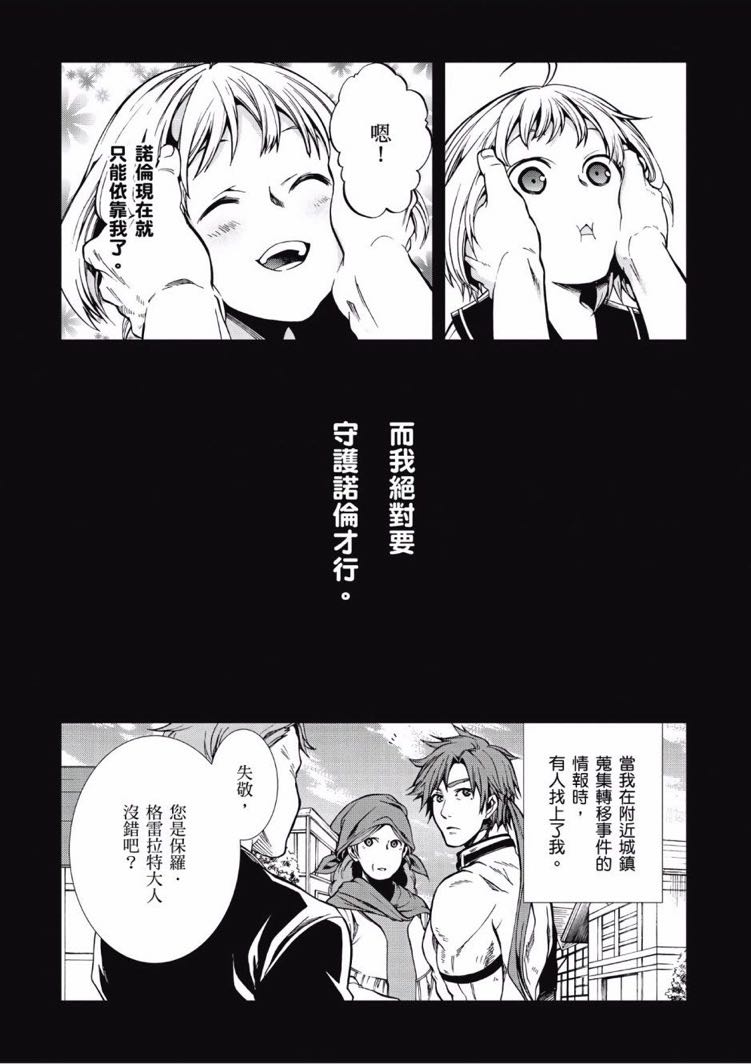 嗯！
諾倫現在就
只能依靠我了。
而我絕對要
守護諾倫才行。
當我在附近城鎮
蒐集轉移事件的
情報時，
有人找上了我。
失敬，
您是保羅．
格雷拉特大人
沒錯吧？